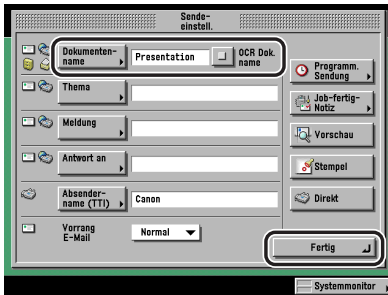 Sende-
einstell.
Dokumenten-
name
Presentation
OCR Dok.
name
Thema
Meldung
Antwort an
Absender-
name (TTI)
Canon
Vorrang
E-Mail
Normal
Programm.
Sendung
Job-fertig-
Notiz
Vorschau
Stempel
Direkt
Fertig
Systemmonitor